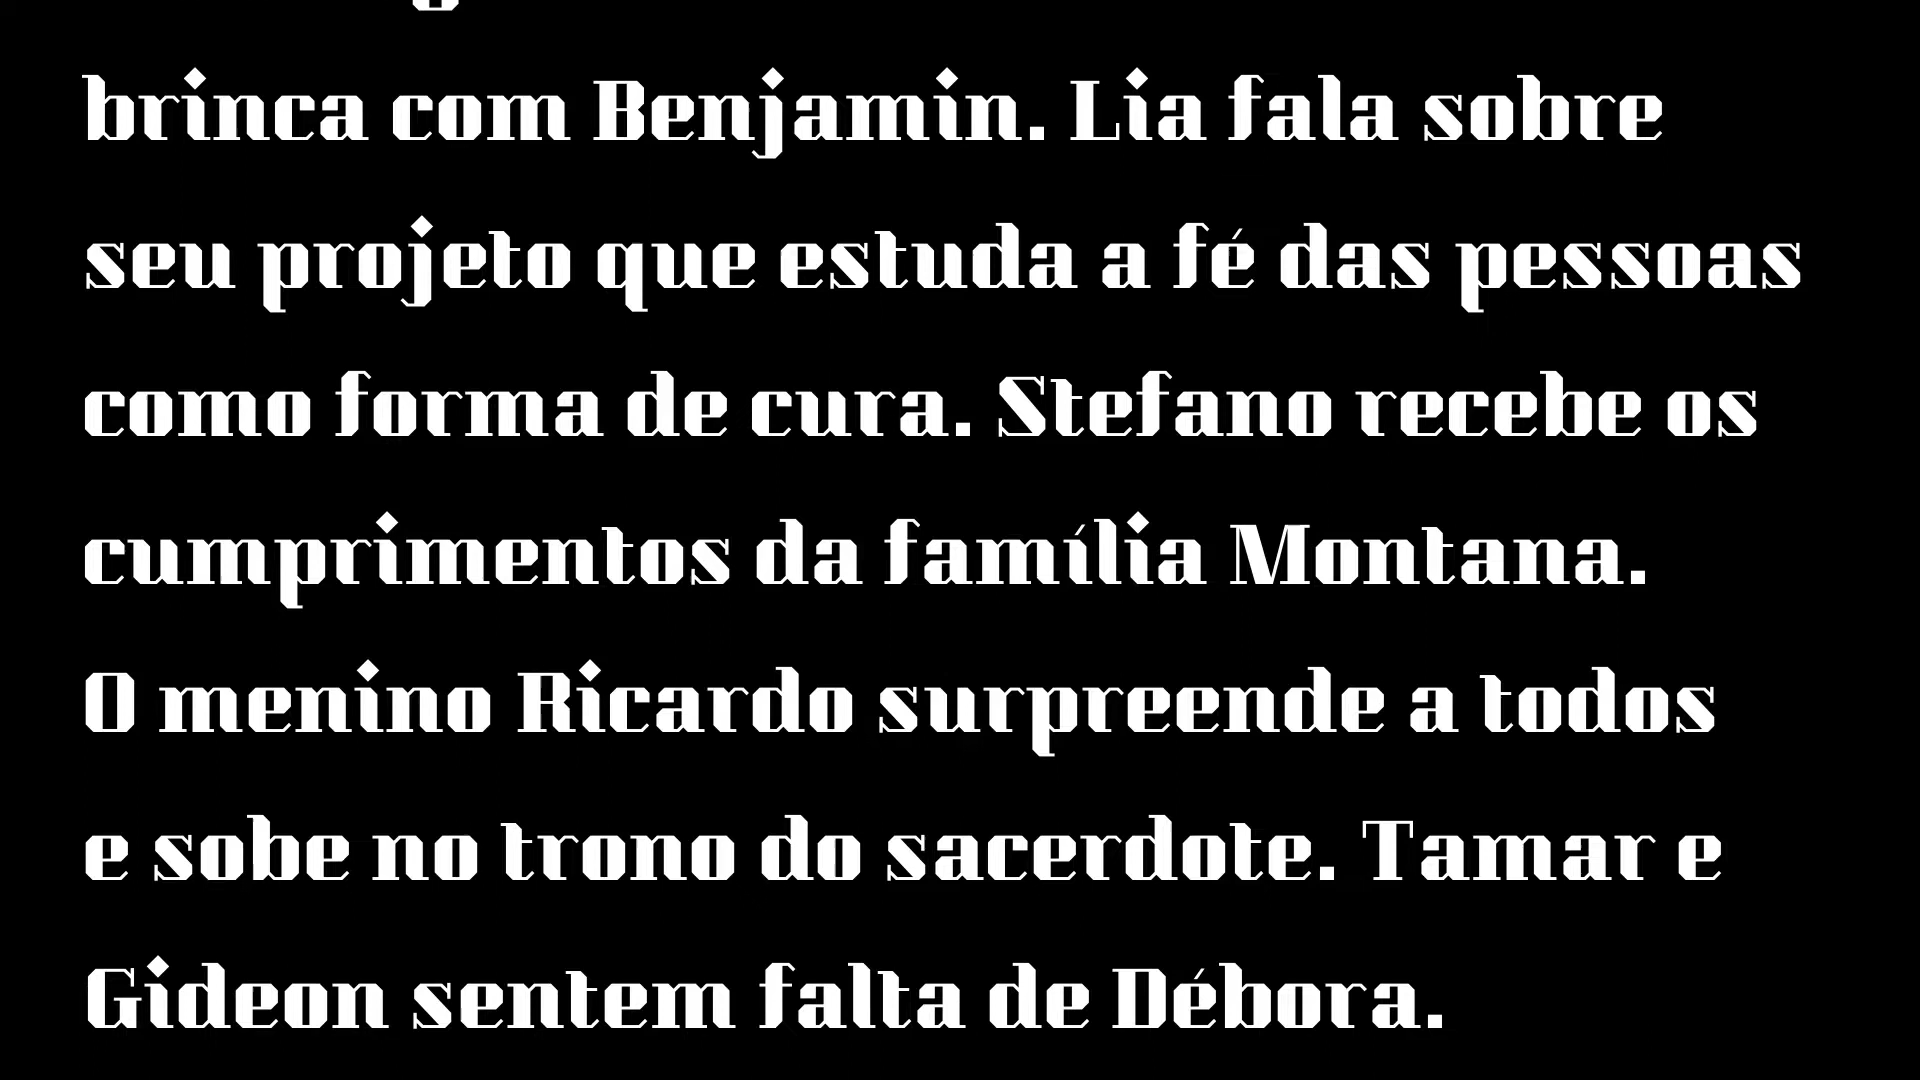 brinca com Benjamin. Lia fala sobre
seu projeto que estuda a fé das pessoas
como forma de cura. Stefano recebe os
cumprimentos da família Montana.
O menino Ricardo surpreende a todos
e sobe no trono do sacerdote. Tamar e
Gideon sentem falta de Débora.